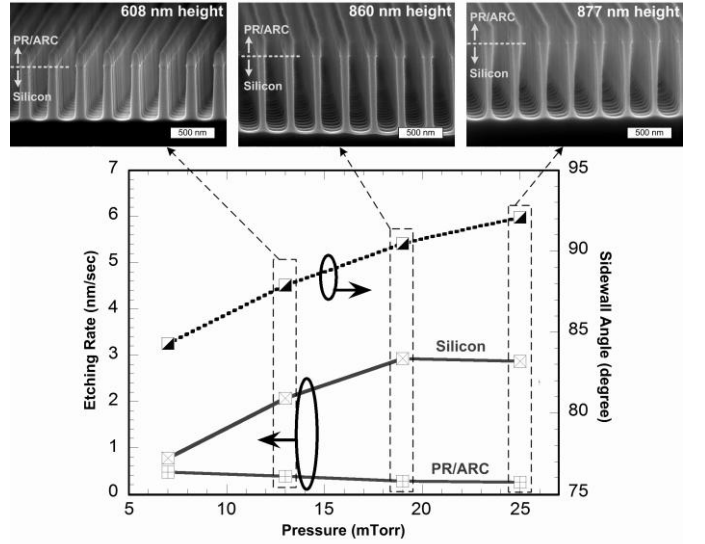 608 nm height
860 nm height
877 nm height
PR/ARC
Silicon
500 nm
PR/ARC
Silicon
500 nm
PR/ARC
Silicon
500 nm
7
6
5
4
3
2
1
0
Etching Rate (nm/sec)
95
90
85
80
75
Sidewall Angle (degree)
Silicon
PR/ARC
5
10
15
20
25
Pressure (mTorr)